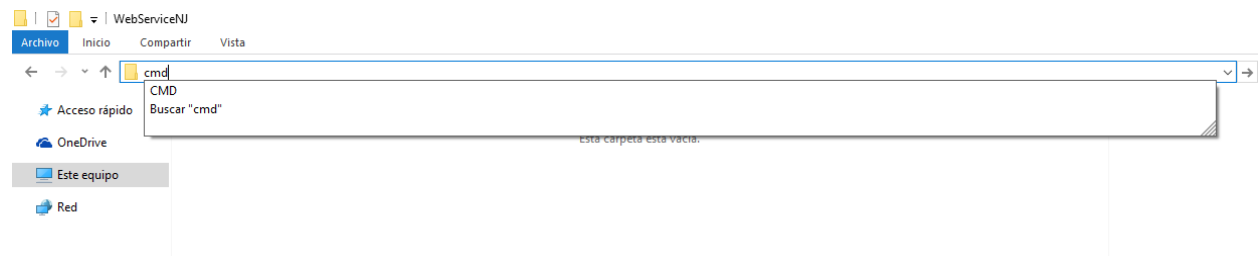 WebServiceNJ
Archivo Inicio Compartir Vista
cmd
CMD
Buscar "cmd"
Acceso rápido
Esta carpeta está vacía.
OneDrive
Este equipo
Red